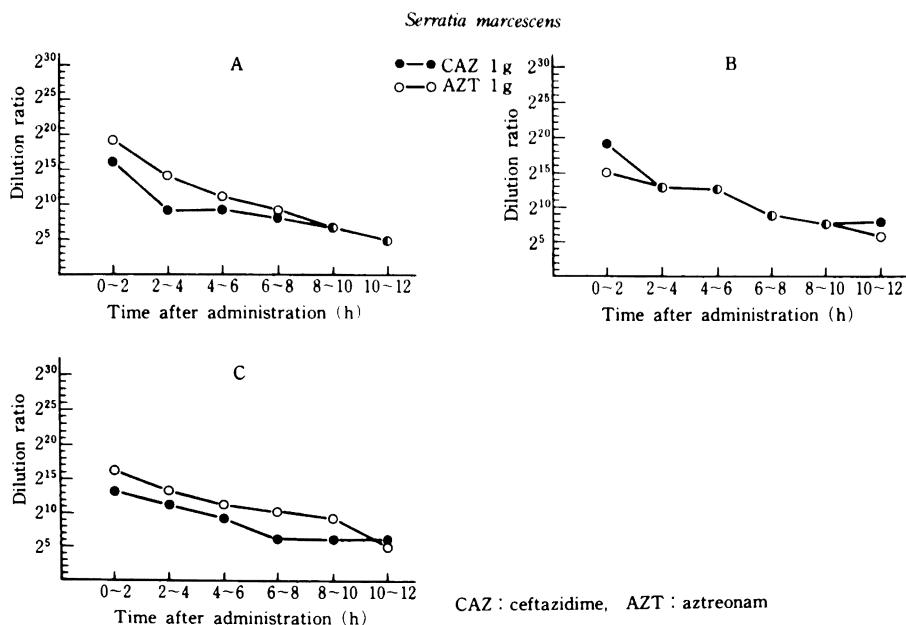 Serratia marcescens
A
2^30
2^25
2^20
2^15
2^10
2^5
Dilution ratio
0~2 2~4 4~6 6~8 8~10 10~12
Time after administration (h)
CAZ 1g
AZT 1g
B
2^30
2^25
2^20
2^15
2^10
2^5
Dilution ratio
0~2 2~4 4~6 6~8 8~10 10~12
Time after administration (h)
C
2^30
2^25
2^20
2^15
2^10
2^5
Dilution ratio
0~2 2~4 4~6 6~8 8~10 10~12
Time after administration (h)
CAZ : ceftazidime, AZT : aztreonam